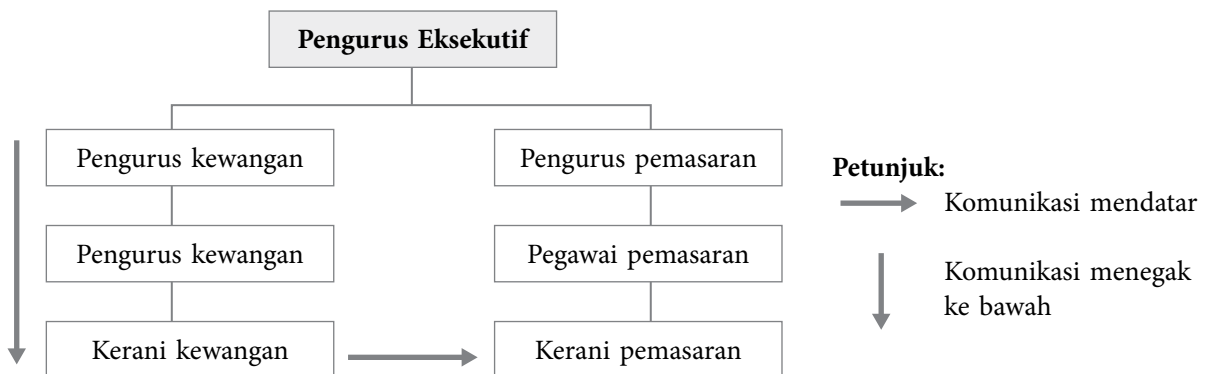 Pengurus Eksekutif
Pengurus kewangan
Pengurus pemasaran
Pengurus kewangan
Pegawai pemasaran
Kerani kewangan
Kerani pemasaran
Petunjuk:
Komunikasi mendatar
Komunikasi menegak
ke bawah